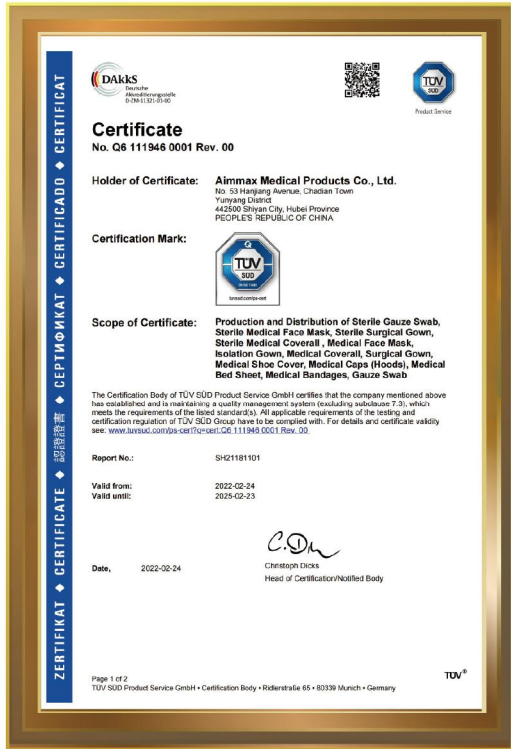 DAkkS
Deutsche
Akkreditierungsstelle
D-ZM-11321-01-00
TÜV
SÜD
Product Service
ZERTIFIKAT ◆ CERTIFICATE ◆ 認證證書 ◆ СЕРТИФИКАТ ◆ CERTIFICADO ◆ CERTIFICAT
Certificate
No. Q6 111946 0001 Rev. 00
Holder of Certificate:
Aimmax Medical Products Co., Ltd.
No. 53 Hanjiang Avenue, Chadian Town
Yunyang District
442500 Shiyan City, Hubei Province
PEOPLE'S REPUBLIC OF CHINA
Certification Mark:
Q
TÜV
SÜD
tuvsud.com/ps-cert
Scope of Certificate:
Production and Distribution of Sterile Gauze Swab,
Sterile Medical Face Mask, Sterile Surgical Gown,
Sterile Medical Coverall , Medical Face Mask,
Isolation Gown, Medical Coverall, Surgical Gown,
Medical Shoe Cover, Medical Caps (Hoods), Medical
Bed Sheet, Medical Bandages, Gauze Swab
The Certification Body of TÜV SÜD Product Service GmbH certifies that the company mentioned above
has established and is maintaining a quality management system (excluding subclause 7.3), which
meets the requirements of the listed standard(s). All applicable requirements of the testing and
certification regulation of TÜV SÜD Group have to be complied with. For details and certificate validity
see: www.tuvsud.com/ps-cert?q=cert:Q6 111946 0001 Rev. 00
Report No.: SH21181101
Valid from: 2022-02-24
Valid until: 2025-02-23
Date, 2022-02-24
Christoph Dicks
Head of Certification/Notified Body
Page 1 of 2
TÜV SÜD Product Service GmbH • Certification Body • Ridlerstraße 65 • 80339 Munich • Germany
TÜV®